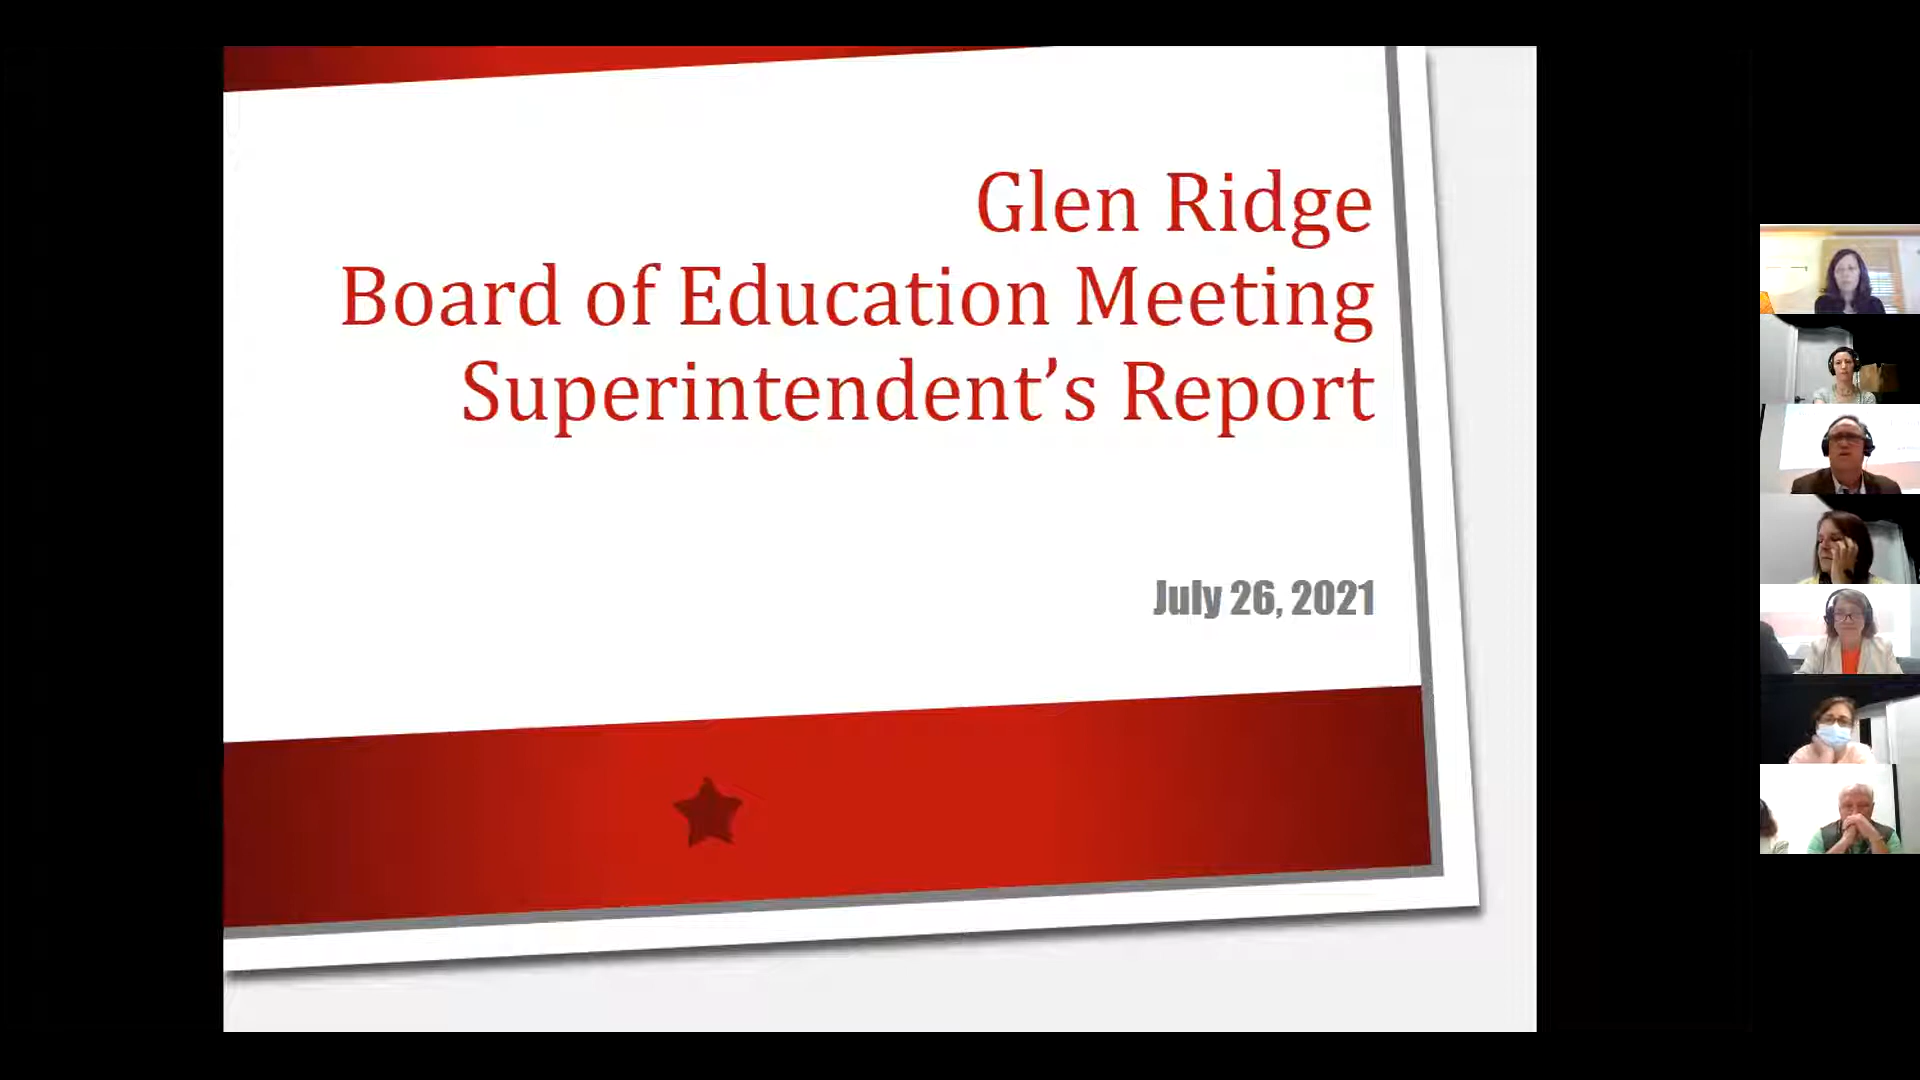 Glen Ridge
Board of Education Meeting
Superintendent’s Report
July 26, 2021